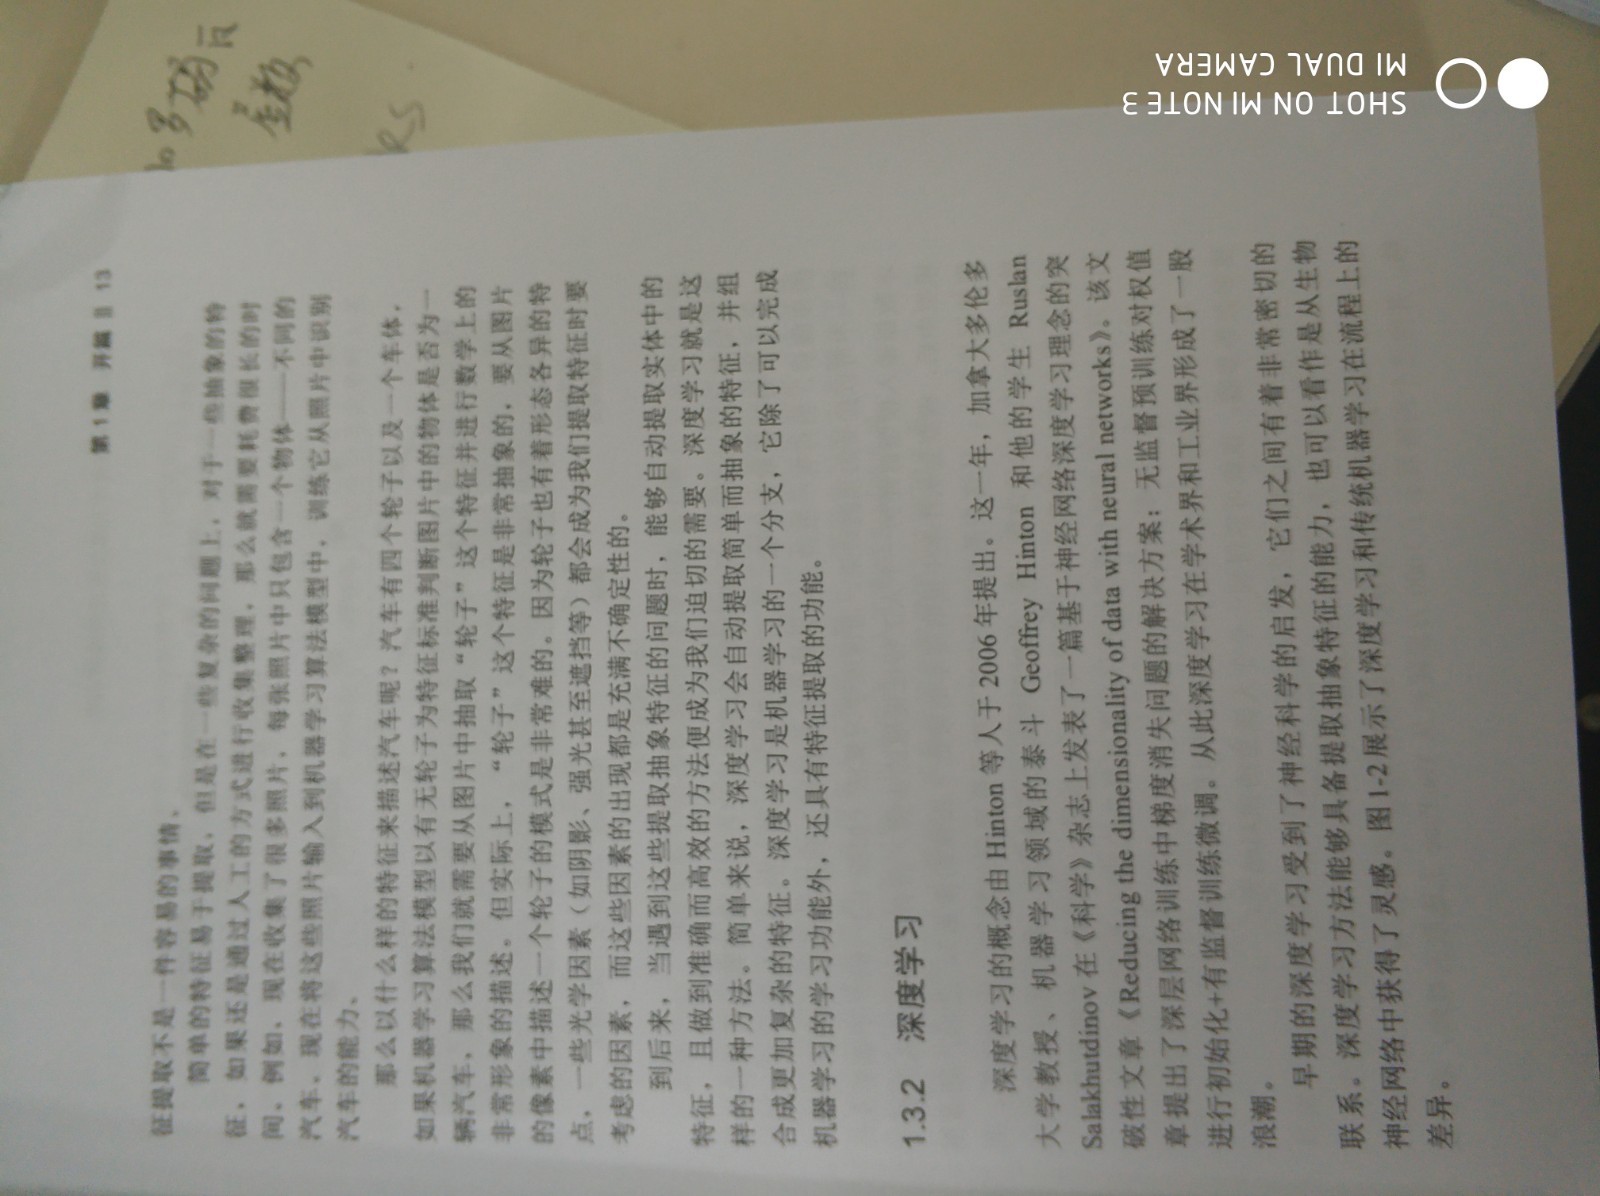 第1章 开篇 13
征提取不是一件容易的事情。
简单的特征易于提取，但是在一些复杂的问题上，对于一些抽象的特
征，如果还是通过人工的方式进行收集整理，那么就需要耗费很长的时
间。例如，现在收集了很多照片，每张照片中只包含一个物体——不同的
汽车。现在将这些照片输入到机器学习算法模型中，训练它从照片中识别
汽车的能力。
那么以什么样的特征来描述汽车呢？汽车有四个轮子以及一个车体，
如果机器学习算法模型以有无轮子为特征标准判断图片中的物体是否为一
辆汽车，那么我们就需要从图片中抽取“轮子”这个特征并进行数学上的
非常形象的描述。但实际上，“轮子”这个特征是非常抽象的，要从图片
的像素中描述一个轮子的模式是非常难的。因为轮子也有着形态各异的特
点，一些光学因素（如阴影、强光甚至遮挡等）都会成为我们提取特征时要
考虑的因素，而这些因素的出现都是充满不确定性的。
到后来，当遇到这些提取抽象特征的问题时，能够自动提取实体中的
特征，且做到准确而高效的方法便成为我们迫切的需要。深度学习就是这
样的一种方法。简单来说，深度学习会自动提取简单而抽象的特征，并组
合成更加复杂的特征。深度学习是机器学习的一个分支，它除了可以完成
机器学习的学习功能外，还具有特征提取的功能。
1.3.2 深度学习
深度学习的概念由 Hinton 等人于 2006 年提出。这一年，加拿大多伦多
大学教授、机器学习领域的泰斗 Geoffrey Hinton 和他的学生 Ruslan
Salakhutdinov 在《科学》杂志上发表了一篇基于神经网络深度学习理念的突
破性文章《Reducing the dimensionality of data with neural networks》。该文
章提出了深层网络训练中梯度消失问题的解决方案：无监督预训练对权值
进行初始化+有监督训练微调。从此深度学习在学术界和工业界形成了一股
浪潮。
早期的深度学习受到了神经科学的启发，它们之间有着非常密切的
联系。深度学习方法能够具备提取抽象特征的能力，也可以看作是从生物
神经网络中获得了灵感。图1-2 展示了深度学习和传统机器学习在流程上的
差异。
SHOT ON MI NOTE 3
MI DUAL CAMERA